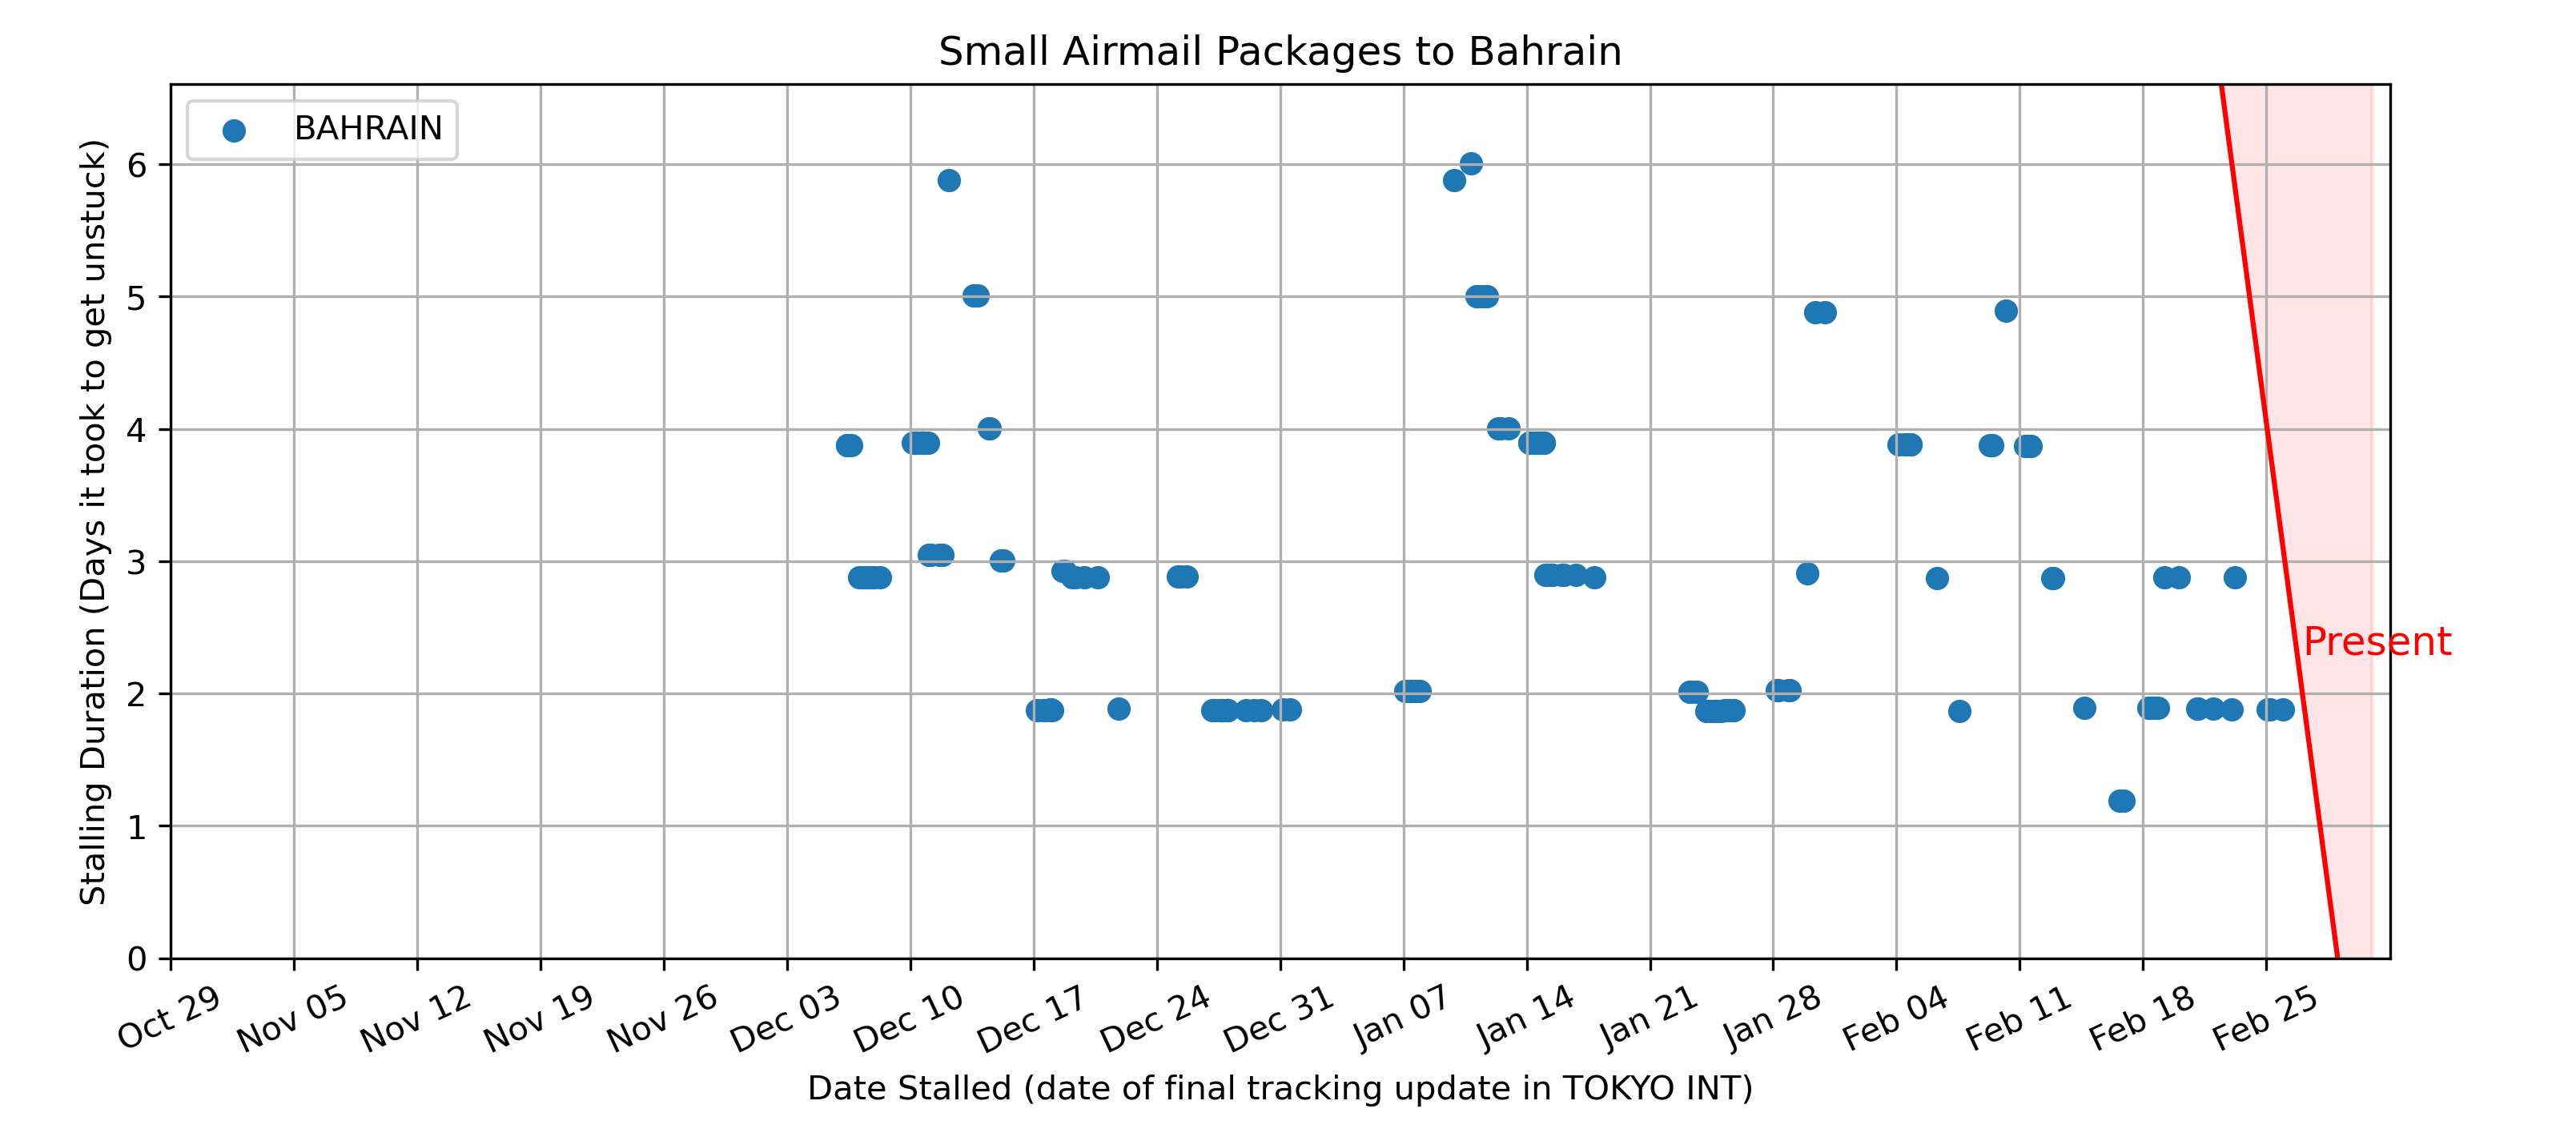 Small Airmail Packages to Bahrain
BAHRAIN
Stalling Duration (Days it took to get unstuck)
6
5
4
3
2
1
0
Present
Oct 29
Nov 05
Nov 12
Nov 19
Nov 26
Dec 03
Dec 10
Dec 17
Dec 24
Dec 31
Jan 07
Jan 14
Jan 21
Jan 28
Feb 04
Feb 11
Feb 18
Feb 25
Date Stalled (date of final tracking update in TOKYO INT)